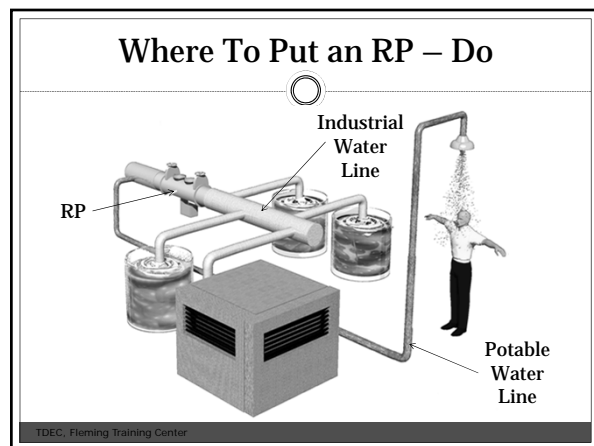 Where To Put an RP – Do
Industrial
Water
Line
RP
Potable
Water
Line
TDEC, Fleming Training Center